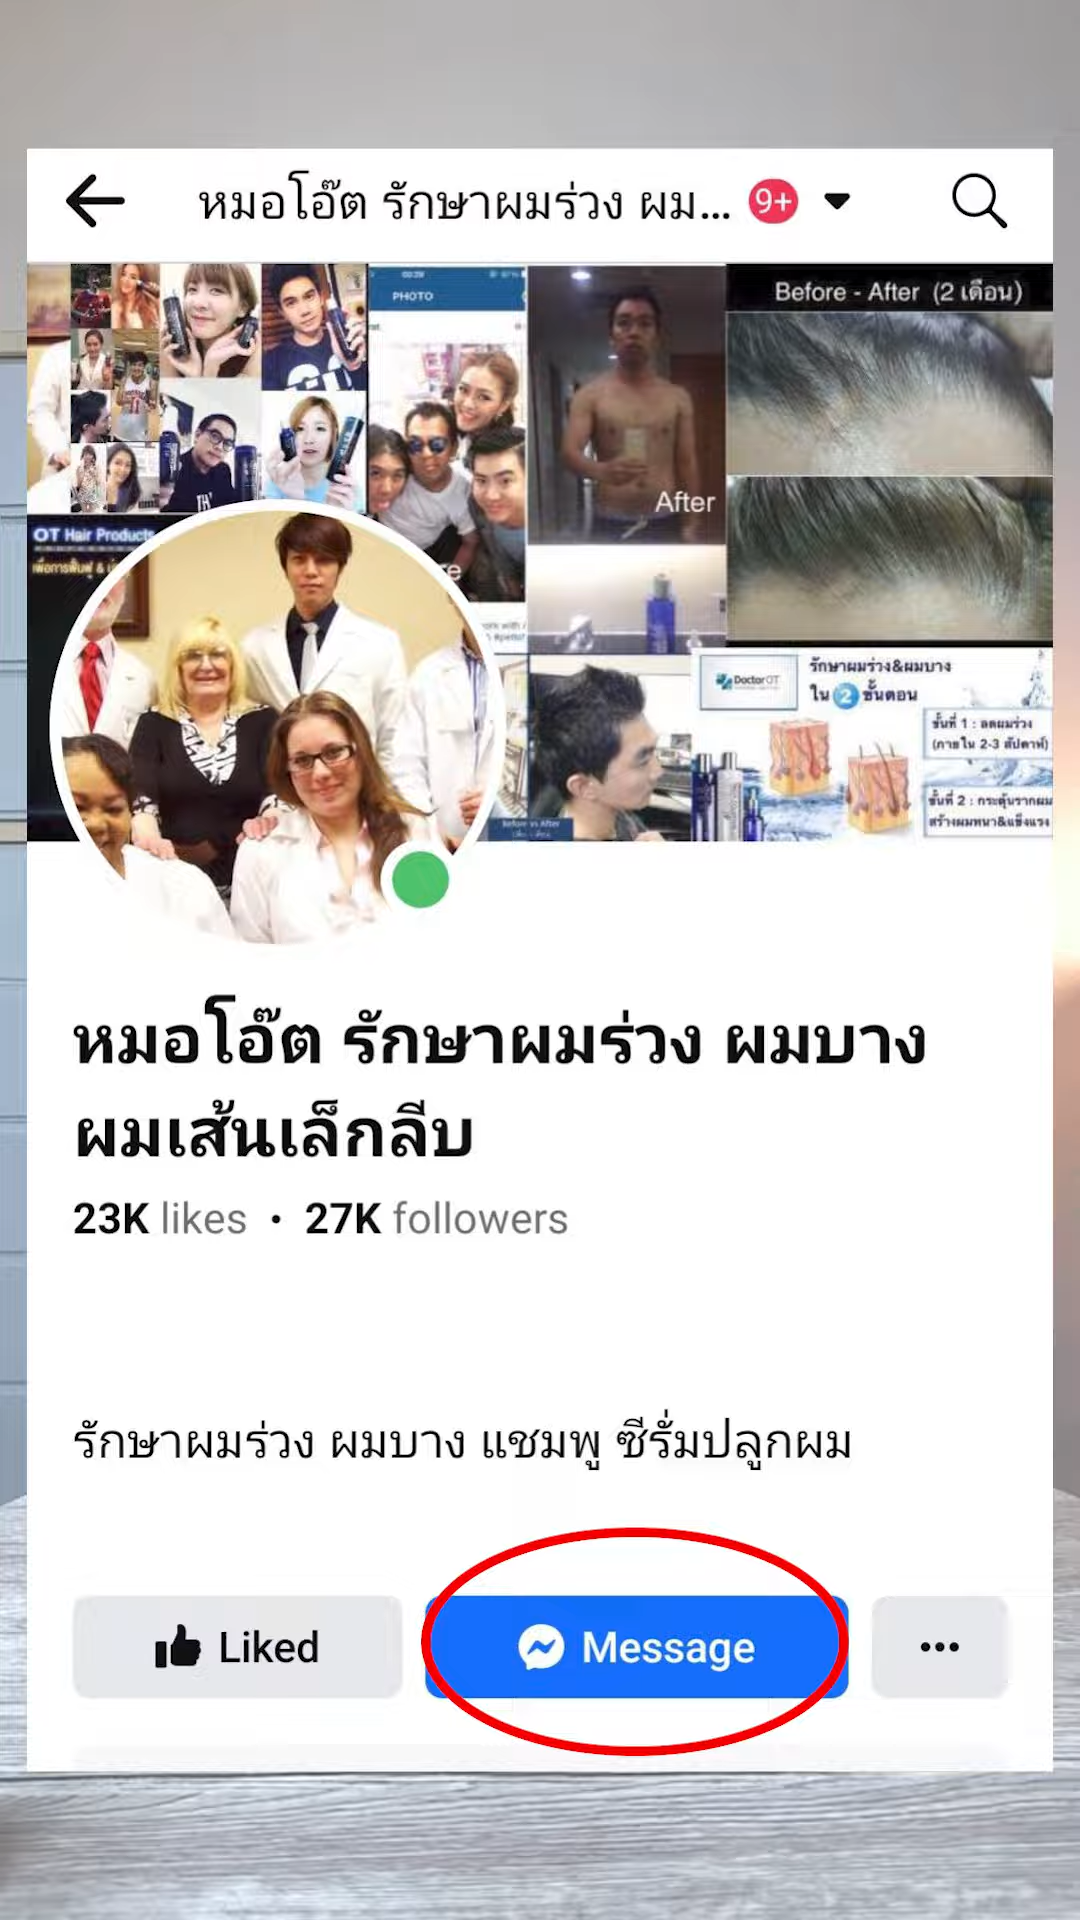 หมอโอ๊ต รักษาผมร่วง ผม... 9+
PHOTO
Before - After (2 เดือน)
After
OT Hair Products
DoctorOT
รักษาผมร่วง&ผมบาง
ใน 2 ขั้นตอน
ขั้นที่ 1 : ลดผมร่วง
(ภายใน 2-3 สัปดาห์)
ขั้นที่ 2 : กระตุ้นรากผม
สร้างผมหนา&แข็งแรง
Before vs After
หมอโอ๊ต รักษาผมร่วง ผมบาง
ผมเส้นเล็กลีบ
23K likes • 27K followers
รักษาผมร่วง ผมบาง แชมพู ซีรั่มปลูกผม
Liked
Message